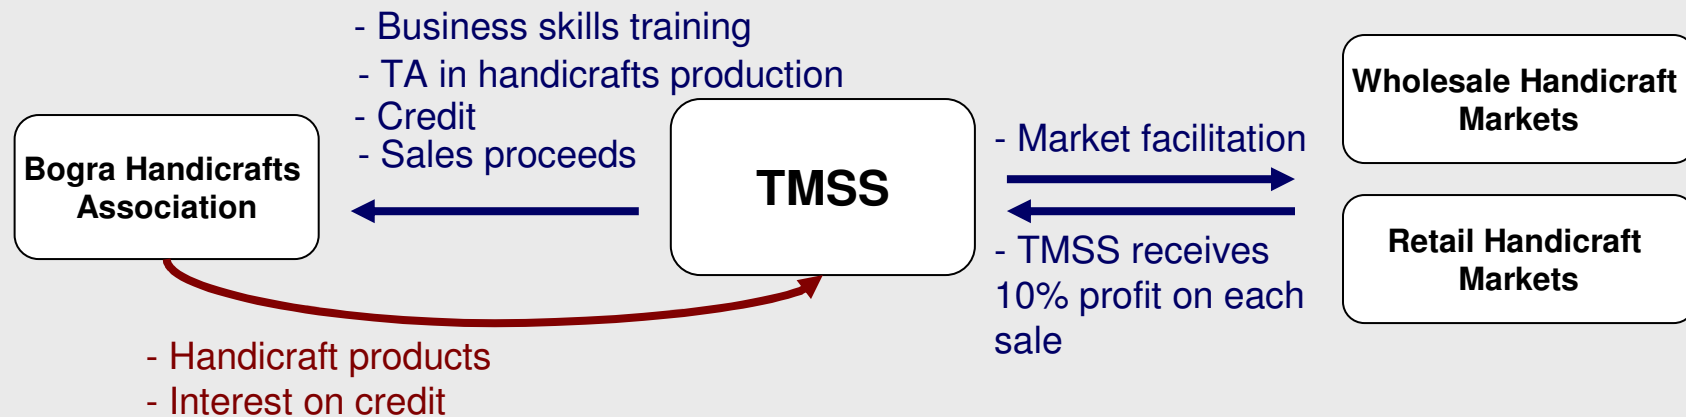 - Business skills training
- TA in handicrafts production
- Credit
- Sales proceeds
Bogra Handicrafts
Association
TMSS
- Market facilitation
- TMSS receives
10% profit on each
sale
Wholesale Handicraft
Markets
Retail Handicraft
Markets
- Handicraft products
- Interest on credit